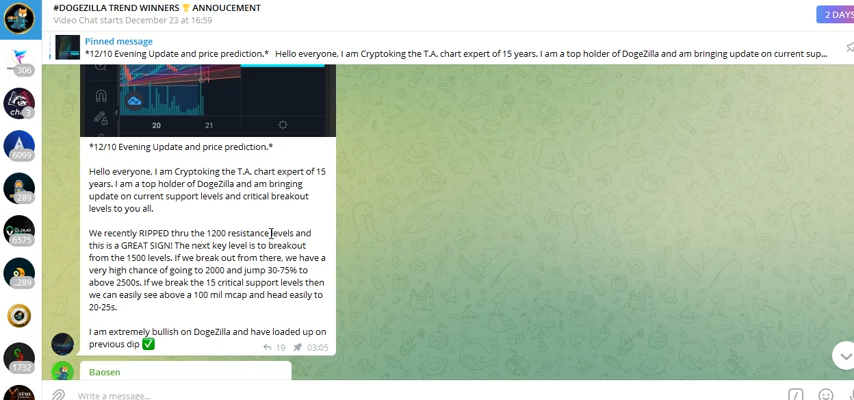 #DOGEZILLA TREND WINNERS 🏆 ANNOUCEMENT
Video Chat starts December 23 at 16:59
2 DAYS
Pinned message
*12/10 Evening Update and price prediction.* Hello everyone, I am Cryptoking the T.A. chart expert of 15 years. I am a top holder of DogeZilla and am bringing update on current sup...
306
3
6099
289
6575
..289
1732
20 21
*12/10 Evening Update and price prediction.*
Hello everyone, I am Cryptoking the T.A. chart expert of 15
years. I am a top holder of DogeZilla and am bringing
update on current support levels and critical breakout
levels to you all.
We recently RIPPED thru the 1200 resistance levels and
this is a GREAT SIGN! The next key level is to breakout
from the 1500 levels. If we break out from there, we have a
very high chance of going to 2000 and jump 30-75% to
above 2500s. If we break the 15 critical support levels then
we can easily see above a 100 mil mcap and head easily to
20-25s.
I am extremely bullish on DogeZilla and have loaded up on
previous dip ✅
19 03:05
Baosen
Write a message...